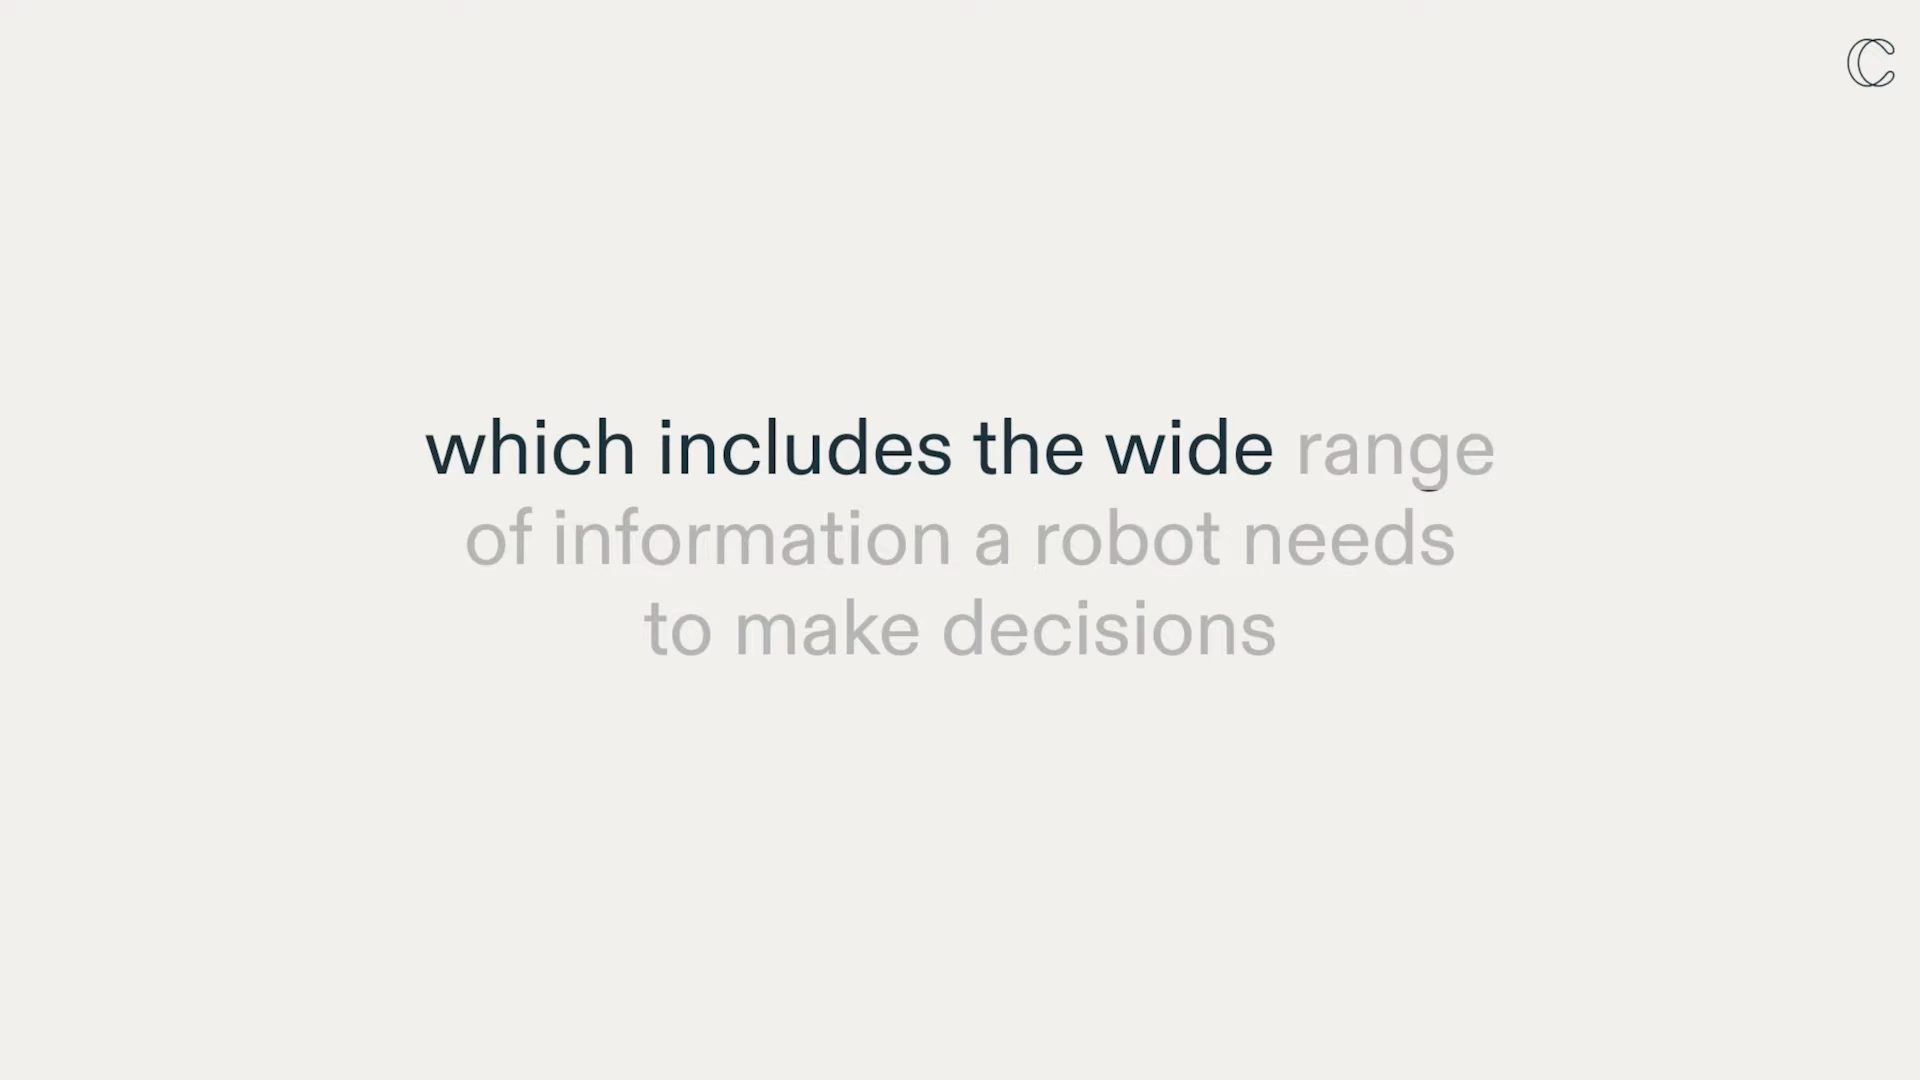 which includes the wide range
of information a robot needs
to make decisions